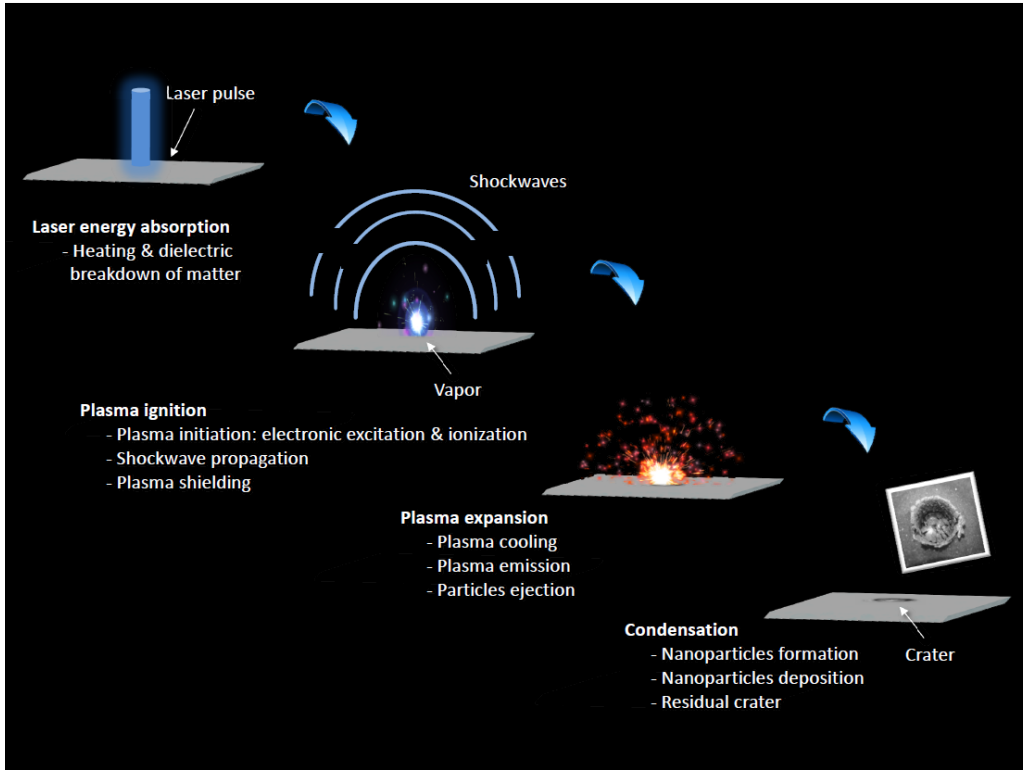 Laser pulse
Laser energy absorption
- Heating & dielectric
breakdown of matter
Shockwaves
Vapor
Plasma ignition
- Plasma initiation: electronic excitation & ionization
- Shockwave propagation
- Plasma shielding
Plasma expansion
- Plasma cooling
- Plasma emission
- Particles ejection
Condensation
- Nanoparticles formation
- Nanoparticles deposition
- Residual crater
Crater